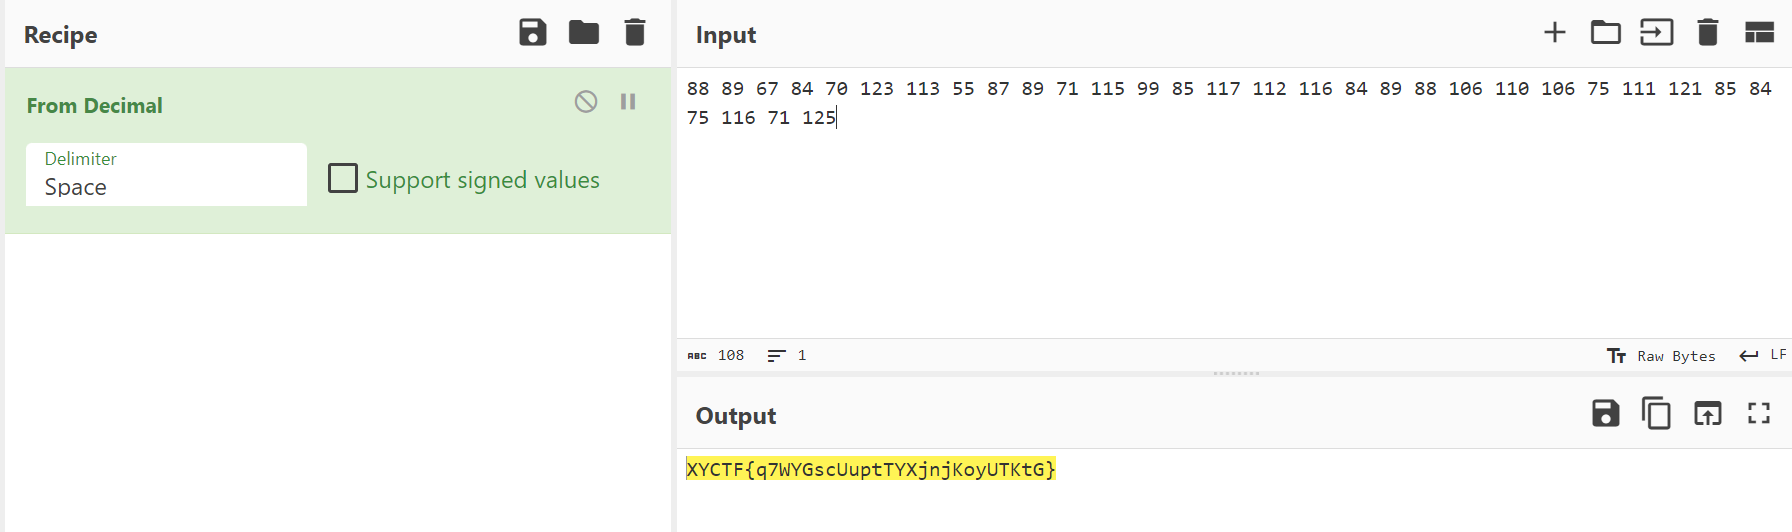 Recipe
From Decimal
Delimiter
Space
Support signed values
Input
88 89 67 84 70 123 113 55 87 89 71 115 99 85 117 112 116 84 89 88 106 110 106 75 111 121 85 84
75 116 71 125
ABC 108 1
Tт Raw Bytes LF
Output
XYCTF{q7WYGscUuptTYXjnjKoyUTKtG}